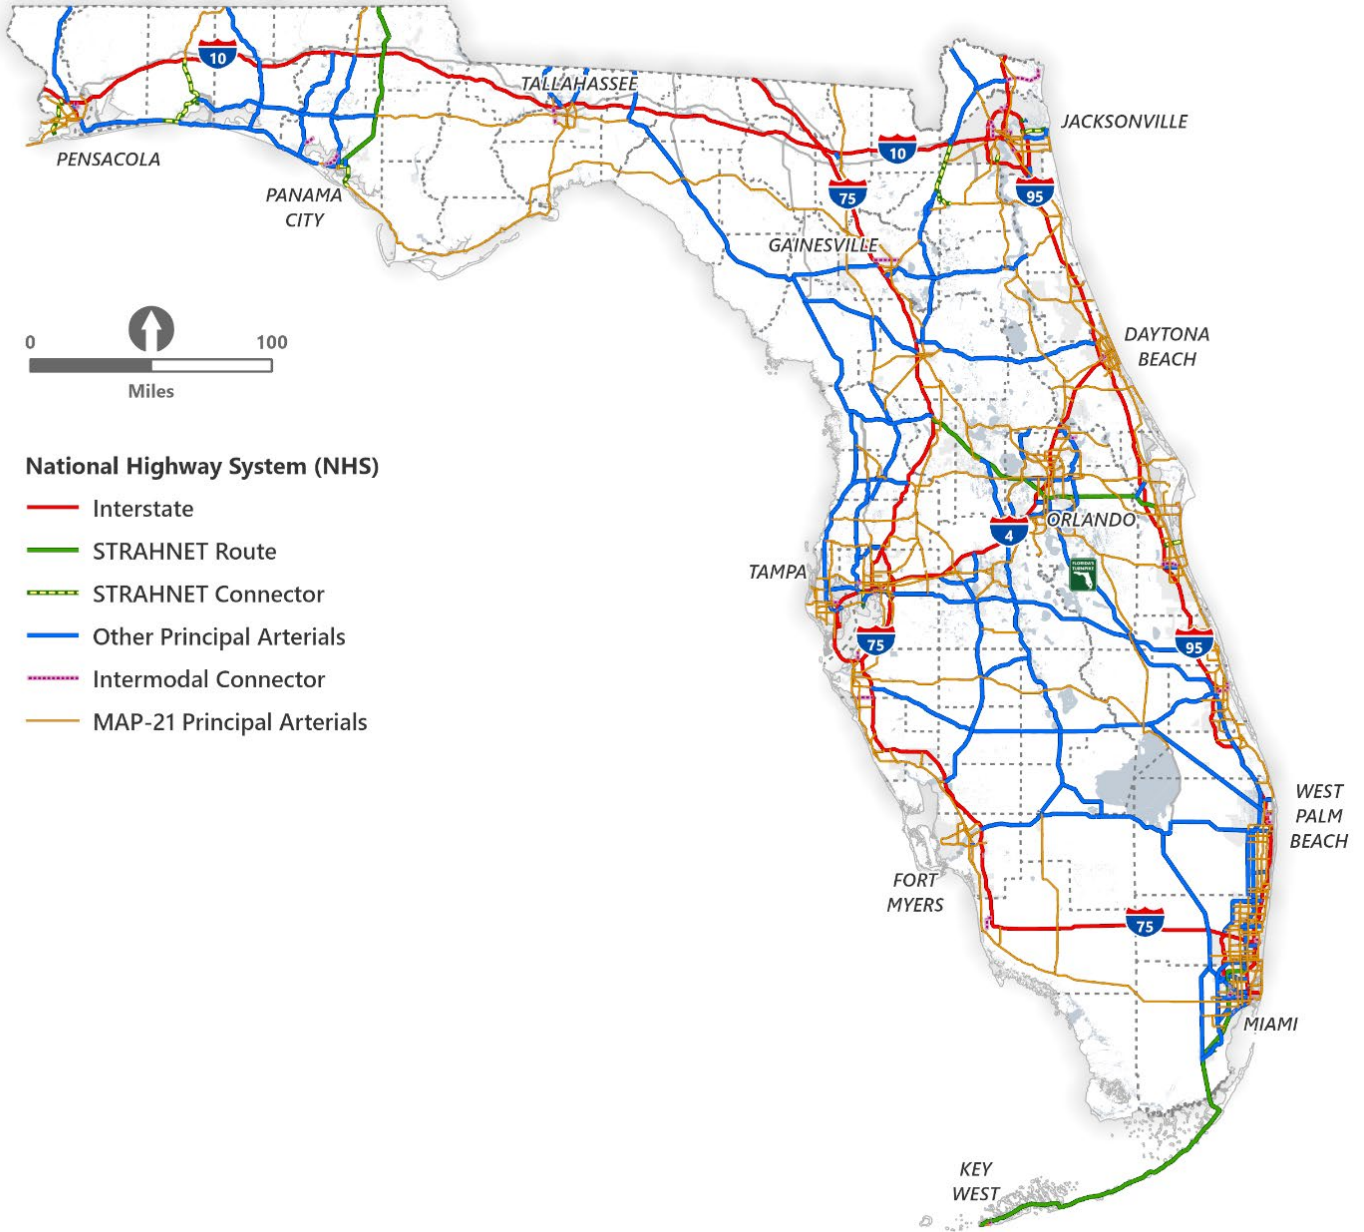 10
TALLAHASSEE
PENSACOLA
PANAMA
CITY
10
JACKSONVILLE
75
95
GAINESVILLE
DAYTONA
BEACH
0
100
Miles
National Highway System (NHS)
Interstate
STRAHNET Route
STRAHNET Connector
Other Principal Arterials
Intermodal Connector
MAP-21 Principal Arterials
ORLANDO
4
TAMPA
FLORIDA'S
TURNPIKE
75
95
WEST
PALM
BEACH
FORT
MYERS
75
MIAMI
KEY
WEST